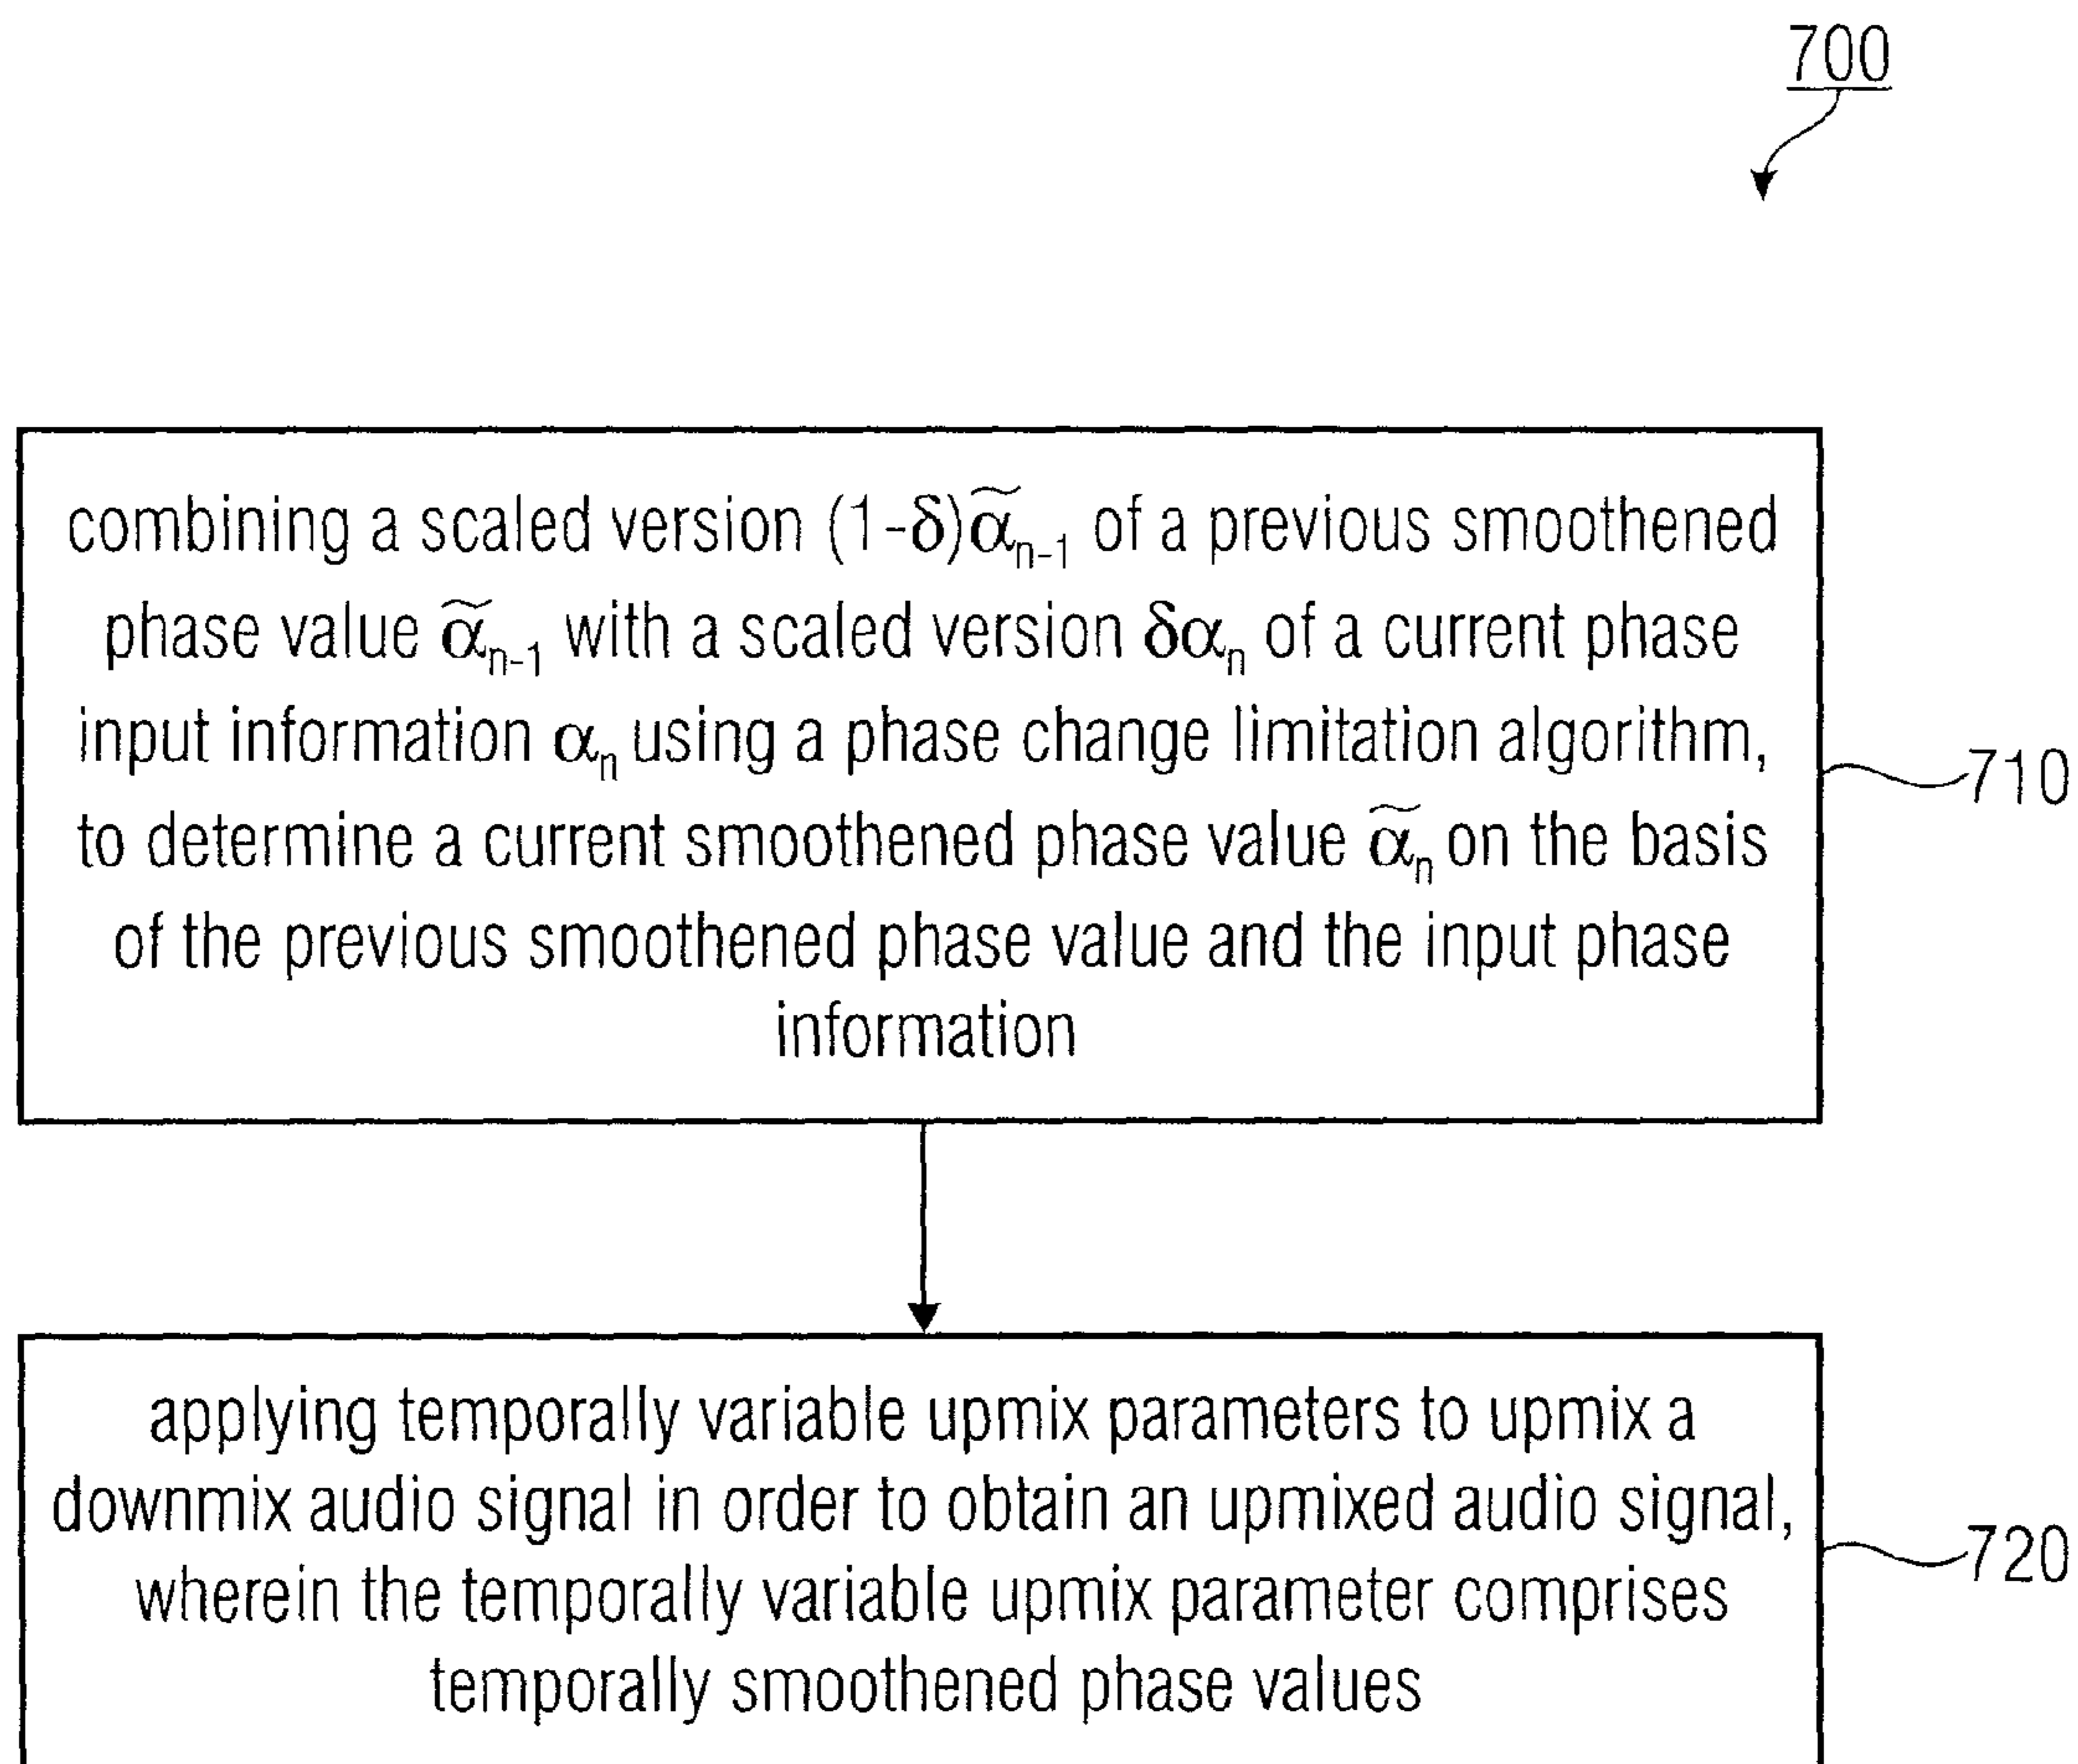 700
combining a scaled version (1-δ)α̃ₙ₋₁ of a previous smoothened
phase value α̃ₙ₋₁ with a scaled version δαₙ of a current phase
input information αₙ using a phase change limitation algorithm,
to determine a current smoothened phase value α̃ₙ on the basis
of the previous smoothened phase value and the input phase
information
710
applying temporally variable upmix parameters to upmix a
downmix audio signal in order to obtain an upmixed audio signal,
wherein the temporally variable upmix parameter comprises
temporally smoothened phase values
720